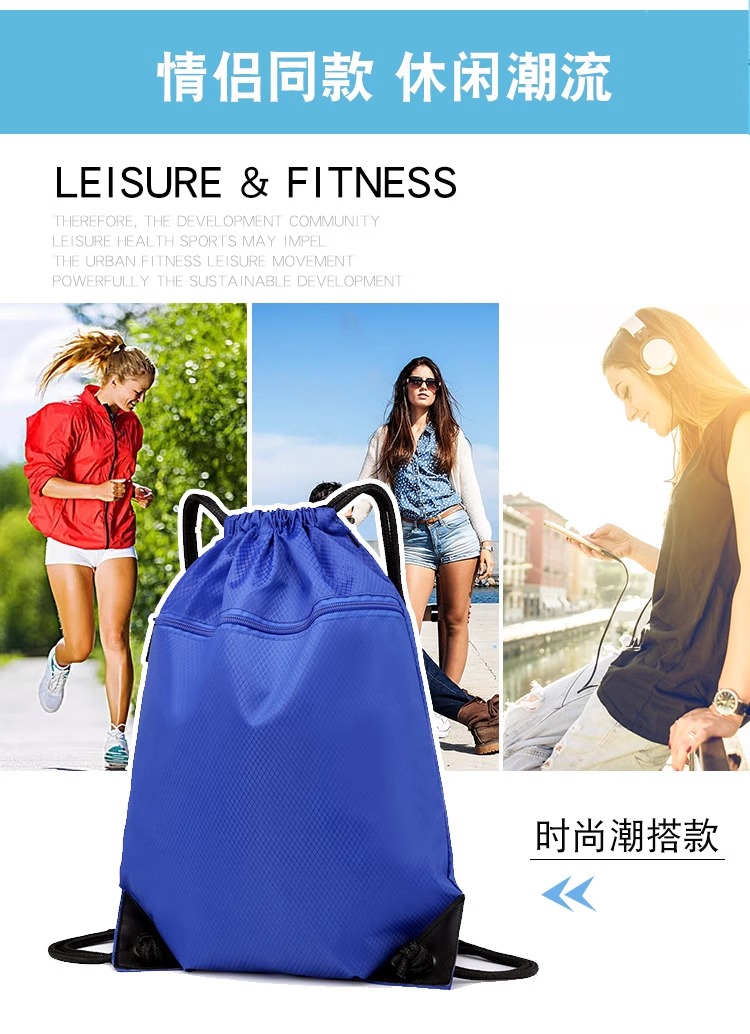 情侣同款 休闲潮流
LEISURE & FITNESS
THEREFORE, THE DEVELOPMENT COMMUNITY
LEISURE HEALTH SPORTS MAY IMPEL
THE URBAN FITNESS LEISURE MOVEMENT
POWERFULLY THE SUSTAINABLE DEVELOPMENT
时尚潮搭款